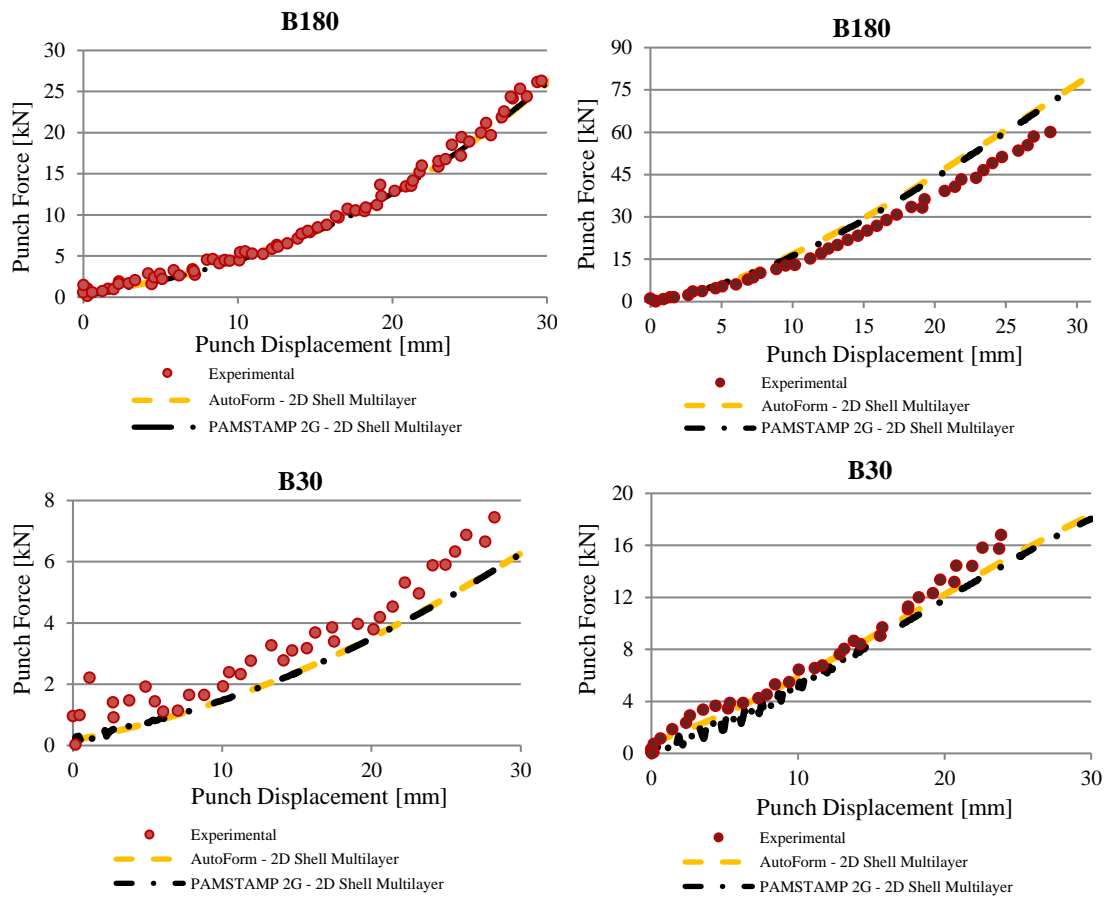 B180
Punch Force [kN]
30
25
20
15
10
5
0
0 10 20 30
Punch Displacement [mm]
Experimental
AutoForm - 2D Shell Multilayer
PAMSTAMP 2G - 2D Shell Multilayer
B180
Punch Force [kN]
90
75
60
45
30
15
0
0 5 10 15 20 25 30
Punch Displacement [mm]
Experimental
AutoForm - 2D Shell Multilayer
PAMSTAMP 2G - 2D Shell Multilayer
B30
Punch Force [kN]
8
6
4
2
0
0 10 20 30
Punch Displacement [mm]
Experimental
AutoForm - 2D Shell Multilayer
PAMSTAMP 2G - 2D Shell Multilayer
B30
Punch Force [kN]
20
16
12
8
4
0
0 10 20 30
Punch Displacement [mm]
Experimental
AutoForm - 2D Shell Multilayer
PAMSTAMP 2G - 2D Shell Multilayer